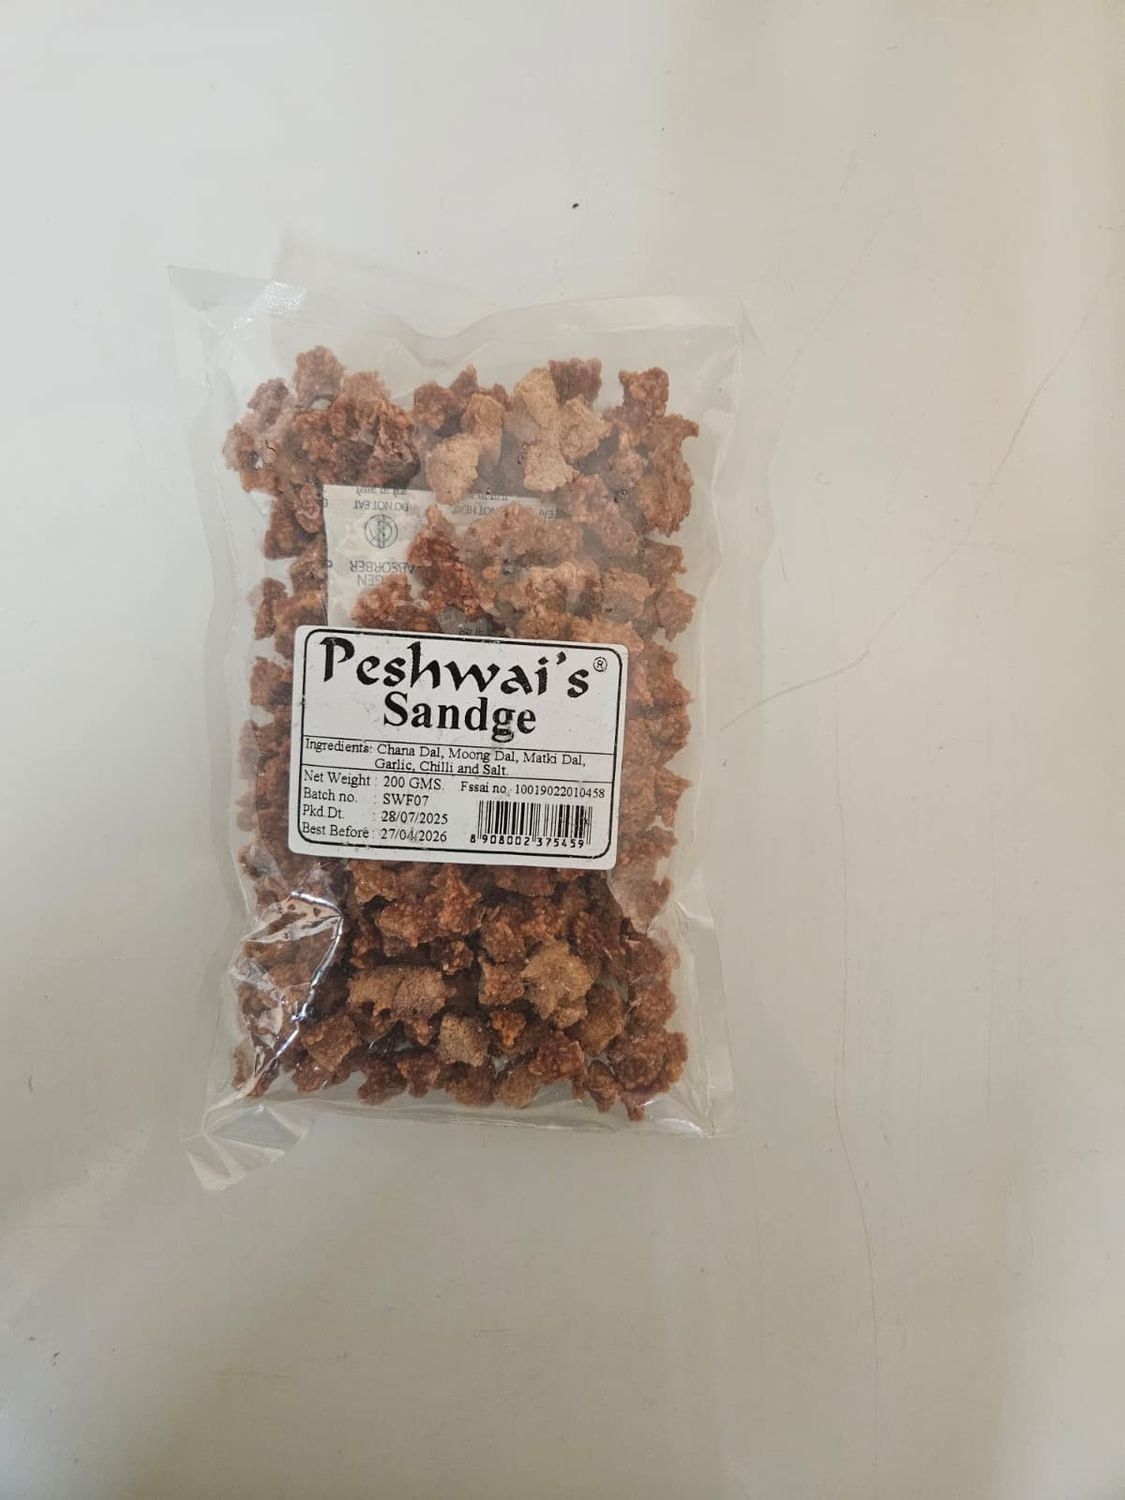 DO NOT EAT
ABSORBER
Peshwai's®
Sandge
Ingredients: Chana Dal, Moong Dal, Matki Dal,
Garlic, Chilli and Salt.
Net Weight : 200 GMS. Fssai no. 10019022010458
Batch no. : SWF07
Pkd.Dt. : 28/07/2025
Best Before : 27/04/2026
8 908002 375459